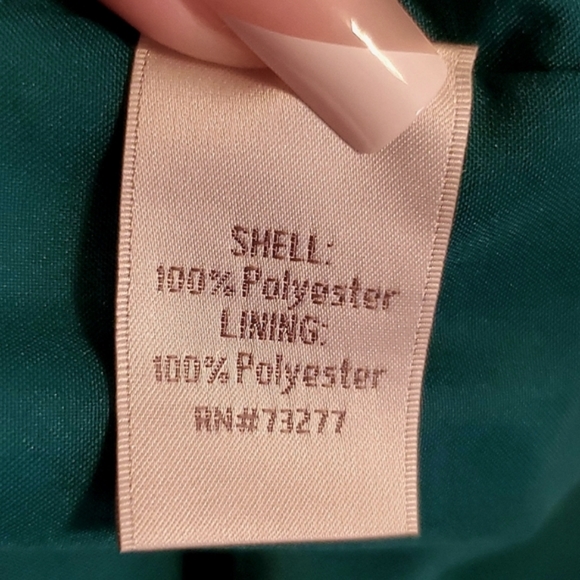 SHELL:
100% Polyester
LINING:
100% Polyester
RN#73277